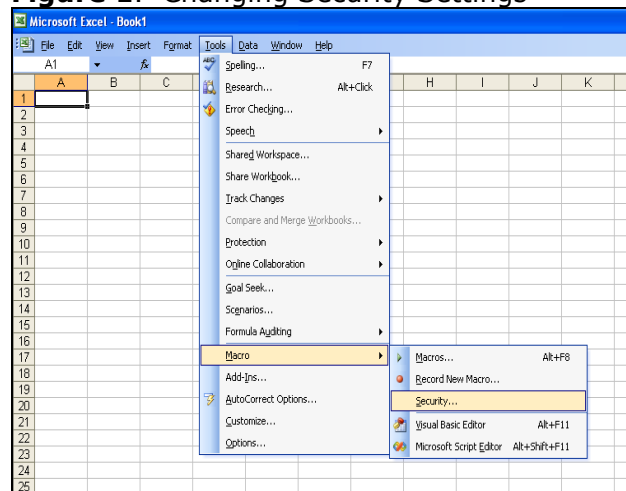 Figure 1. Changing Security Settings
Microsoft Excel - Book1
File Edit View Insert Format Tools Data Window Help
A1 fx
A B C H I J K
1
2
3
4
5
6
7
8
9
10
11
12
13
14
15
16
17
18
19
20
21
22
23
24
25
Spelling... F7
Research... Alt+Click
Error Checking...
Speech
Shared Workspace...
Share Workbook...
Track Changes
Compare and Merge Workbooks...
Protection
Online Collaboration
Goal Seek...
Scenarios...
Formula Auditing
Macro
Add-Ins...
AutoCorrect Options...
Customize...
Options...
Macros... Alt+F8
Record New Macro...
Security...
Visual Basic Editor Alt+F11
Microsoft Script Editor Alt+Shift+F11